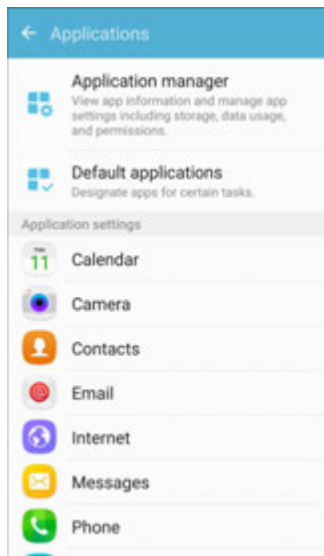 Applications
Application manager
View app information and manage app
settings including storage, data usage,
and permissions.
Default applications
Designate apps for certain tasks.
Application settings
11
Calendar
Camera
Contacts
Email
Internet
Messages
Phone